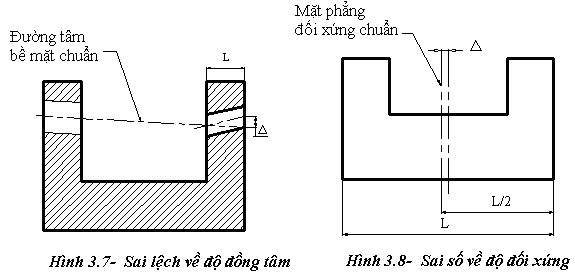 Đường tâm
bề mặt chuẩn
L
Δ
Hình 3.7- Sai lệch về độ đồng tâm
Mặt phẳng
đối xứng chuẩn
Δ
L/2
L
Hình 3.8- Sai số về độ đối xứng